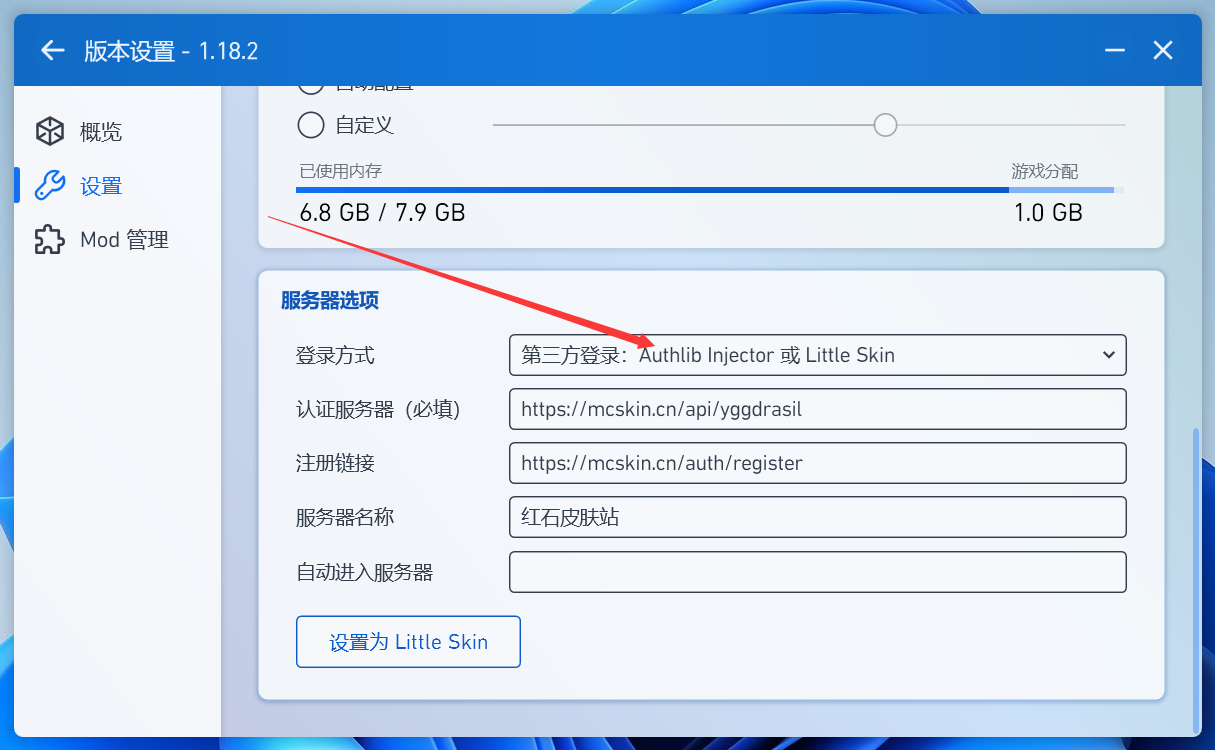 版本设置 - 1.18.2
概览
设置
Mod 管理
自动配置
自定义
已使用内存
游戏分配
6.8 GB / 7.9 GB
1.0 GB
服务器选项
登录方式
第三方登录：Authlib Injector 或 Little Skin
认证服务器（必填）
https://mcskin.cn/api/yggdrasil
注册链接
https://mcskin.cn/auth/register
服务器名称
红石皮肤站
自动进入服务器
设置为 Little Skin